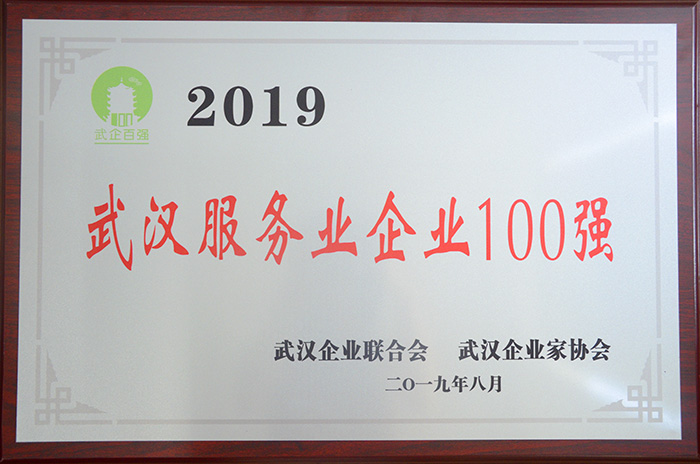 2019
武企百强
武汉服务业企业100强
武汉企业联合会 武汉企业家协会
二O一九年八月